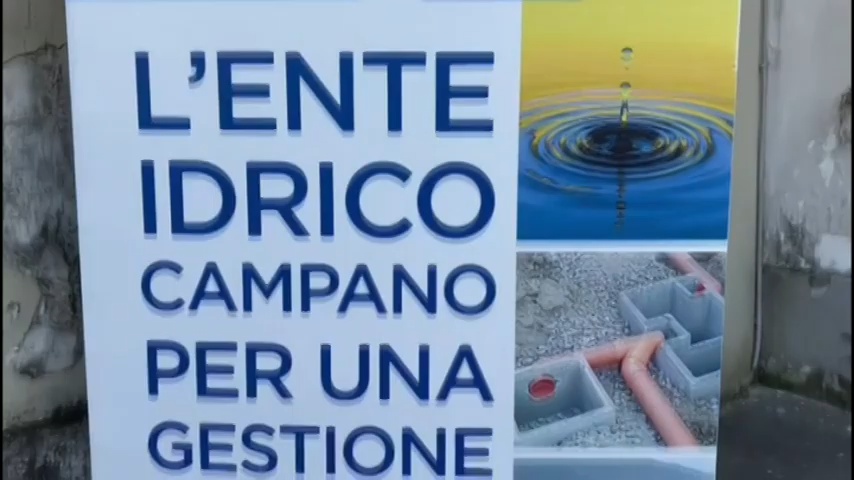 L'ENTE
IDRICO
CAMPANO
PER UNA
GESTIONE